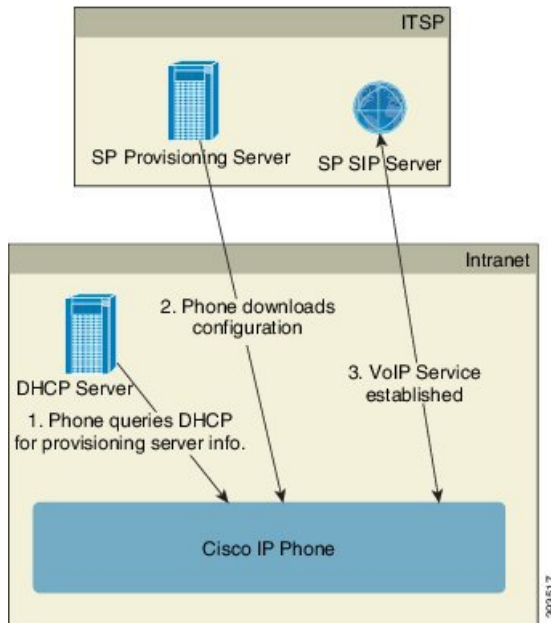 ITSP
SP Provisioning Server
SP SIP Server
Intranet
2. Phone downloads
configuration
DHCP Server
3. VoIP Service
established
1. Phone queries DHCP
for provisioning server info.
Cisco IP Phone